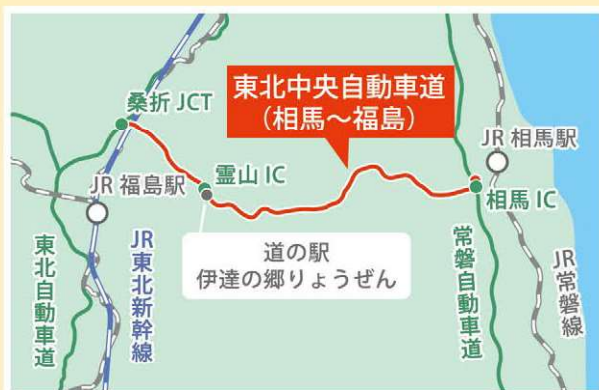 東北中央自動車道
（相馬～福島）
桑折 JCT
JR 相馬駅
JR 福島駅
霊山 IC
相馬 IC
道の駅
伊達の郷りょうぜん
東北自動車道
JR東北新幹線
常磐自動車道
JR常磐線